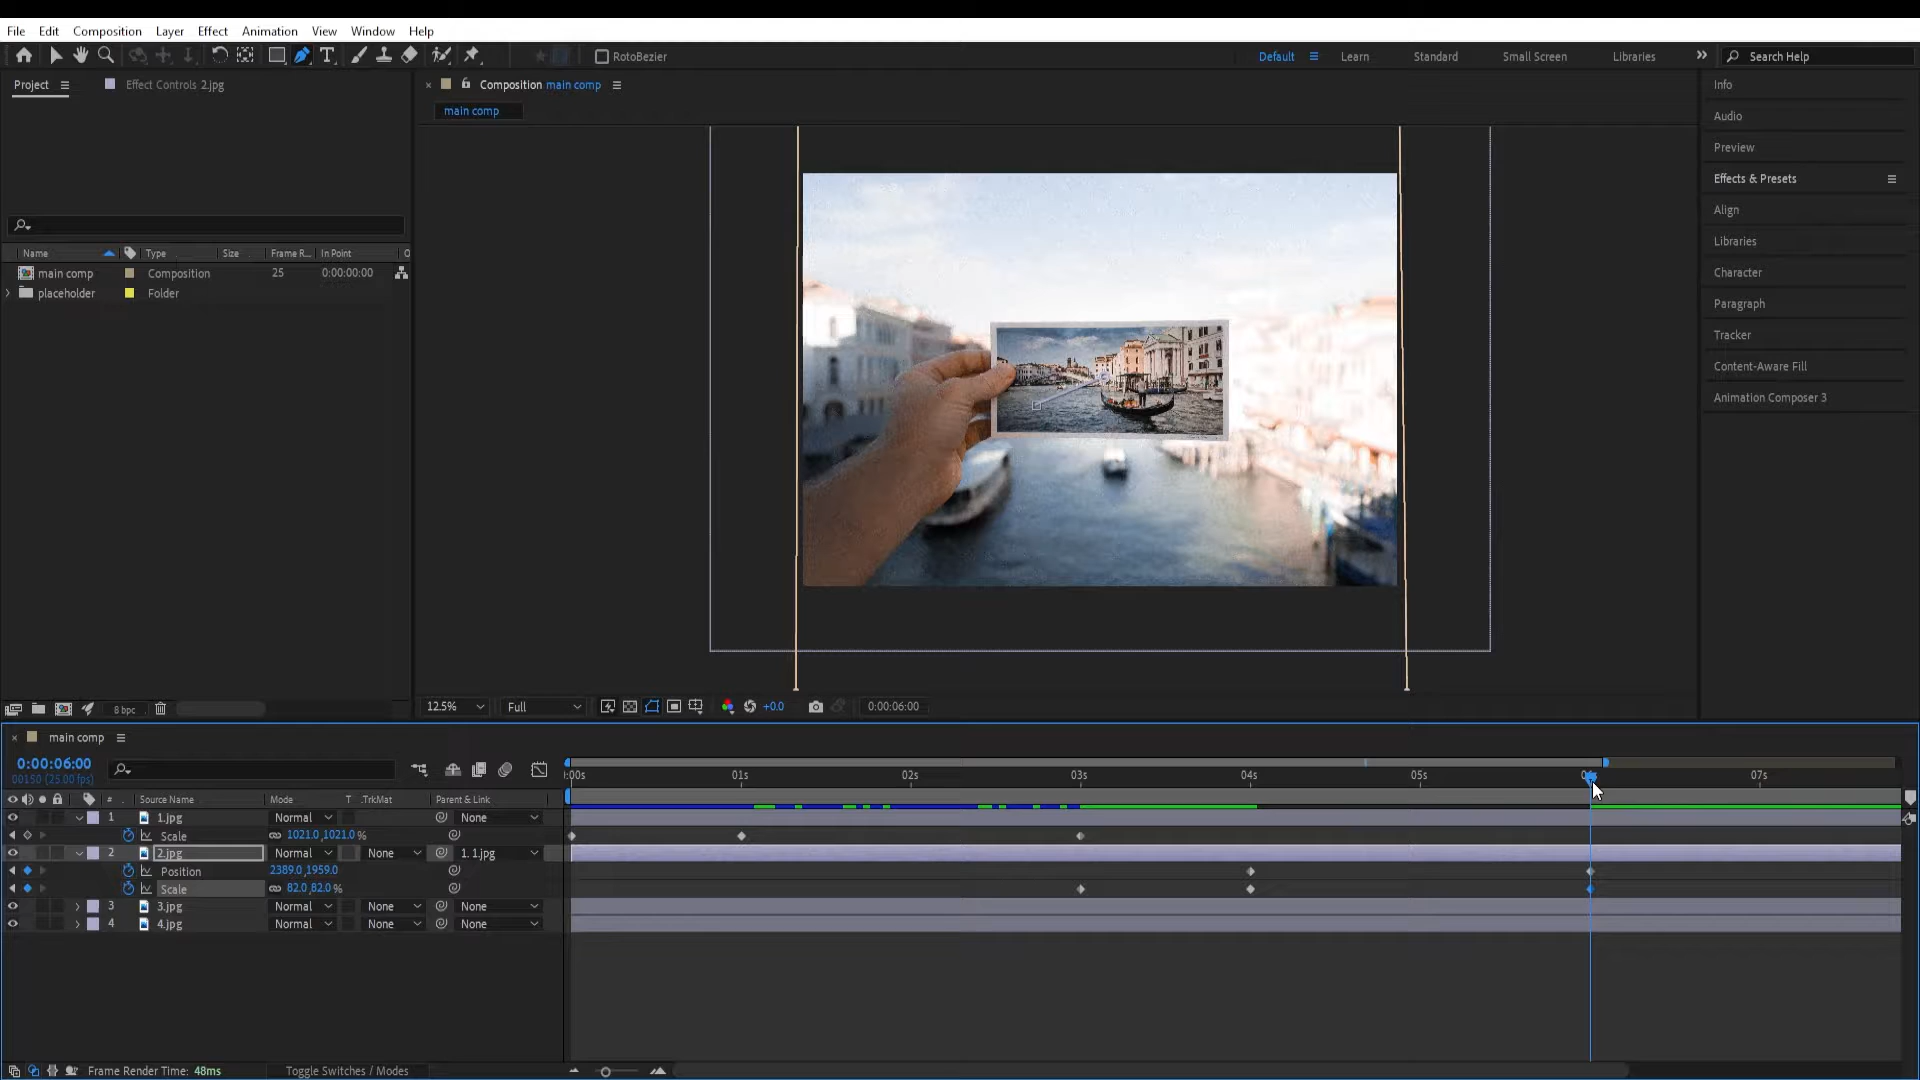 File Edit Composition Layer Effect Animation View Window Help
RotoBezier Default Learn Standard Small Screen Libraries Search Help
Project Effect Controls 2.jpg Composition main comp
main comp
Info
Audio
Preview
Effects & Presets
Align
Libraries
Character
Paragraph
Tracker
Content-Aware Fill
Animation Composer 3
Name Type Size Frame R... In Point O
main comp Composition 25 0:00:00:00
placeholder Folder
8 bpc 12.5% Full +0.0 0:00:06:00
main comp
0:00:06:00
00150 (25.00 fps)
:00s 01s 02s 03s 04s 05s 07s
# . Source Name Mode T .TrkMat Parent & Link
1 1.jpg Normal None
Scale 1021.0,1021.0 %
2 2.jpg Normal None 1. 1.jpg
Position 2389.0,1959.0
Scale 82.0,82.0 %
3 3.jpg Normal None None
4 4.jpg Normal None None
Frame Render Time: 48ms Toggle Switches / Modes